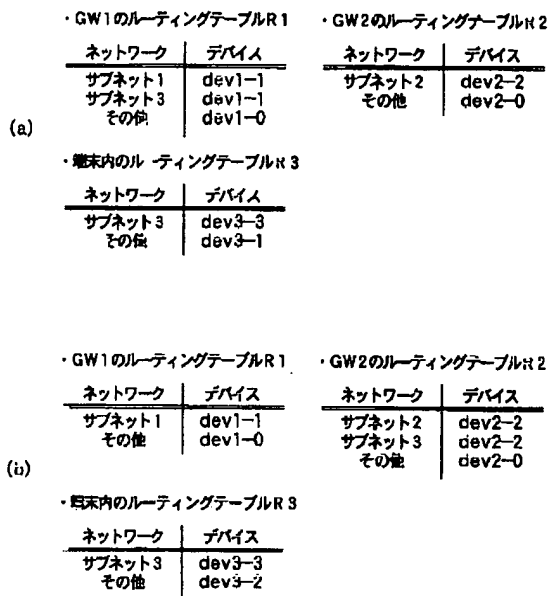 (a)
・GW1のルーティングテーブルR1
ネットワーク デバイス
サブネット1 dev1-1
サブネット3 dev1-1
その他 dev1-0
・GW2のルーティングテーブルR2
ネットワーク デバイス
サブネット2 dev2-2
その他 dev2-0
・端末内のルーティングテーブルR3
ネットワーク デバイス
サブネット3 dev3-3
その他 dev3-1
(b)
・GW1のルーティングテーブルR1
ネットワーク デバイス
サブネット1 dev1-1
その他 dev1-0
・GW2のルーティングテーブルR2
ネットワーク デバイス
サブネット2 dev2-2
サブネット3 dev2-2
その他 dev2-0
・端末内のルーティングテーブルR3
ネットワーク デバイス
サブネット3 dev3-3
その他 dev3-2